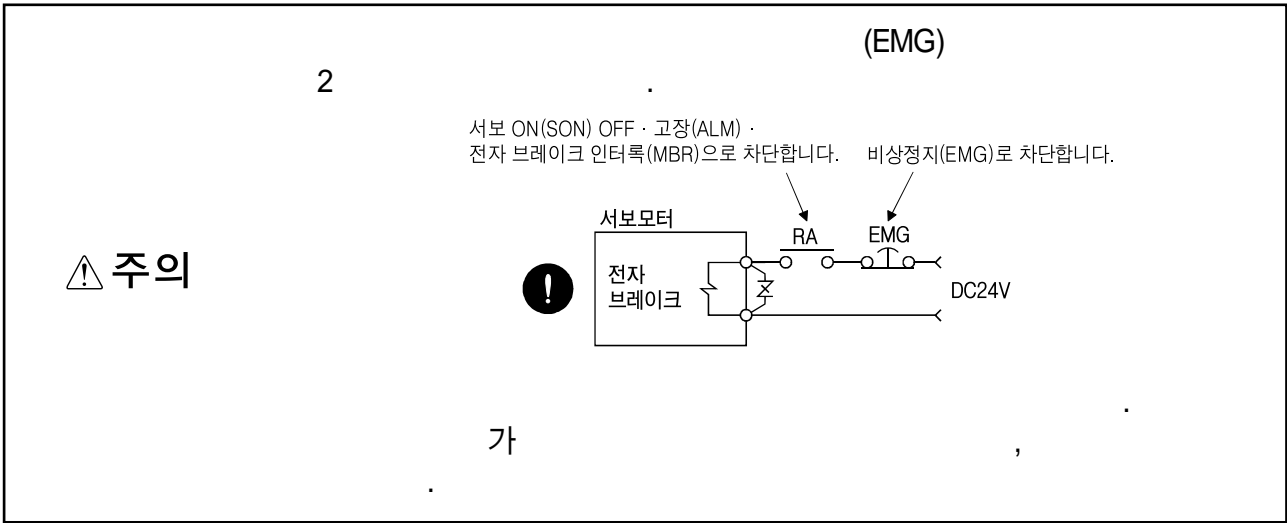 (EMG)
2 .
서보 ON(SON) OFF · 고장(ALM) ·
전자 브레이크 인터록(MBR)으로 차단합니다. 비상정지(EMG)로 차단합니다.
서보모터
RA EMG
주의
전자
브레이크
DC24V
.
가 ,
.